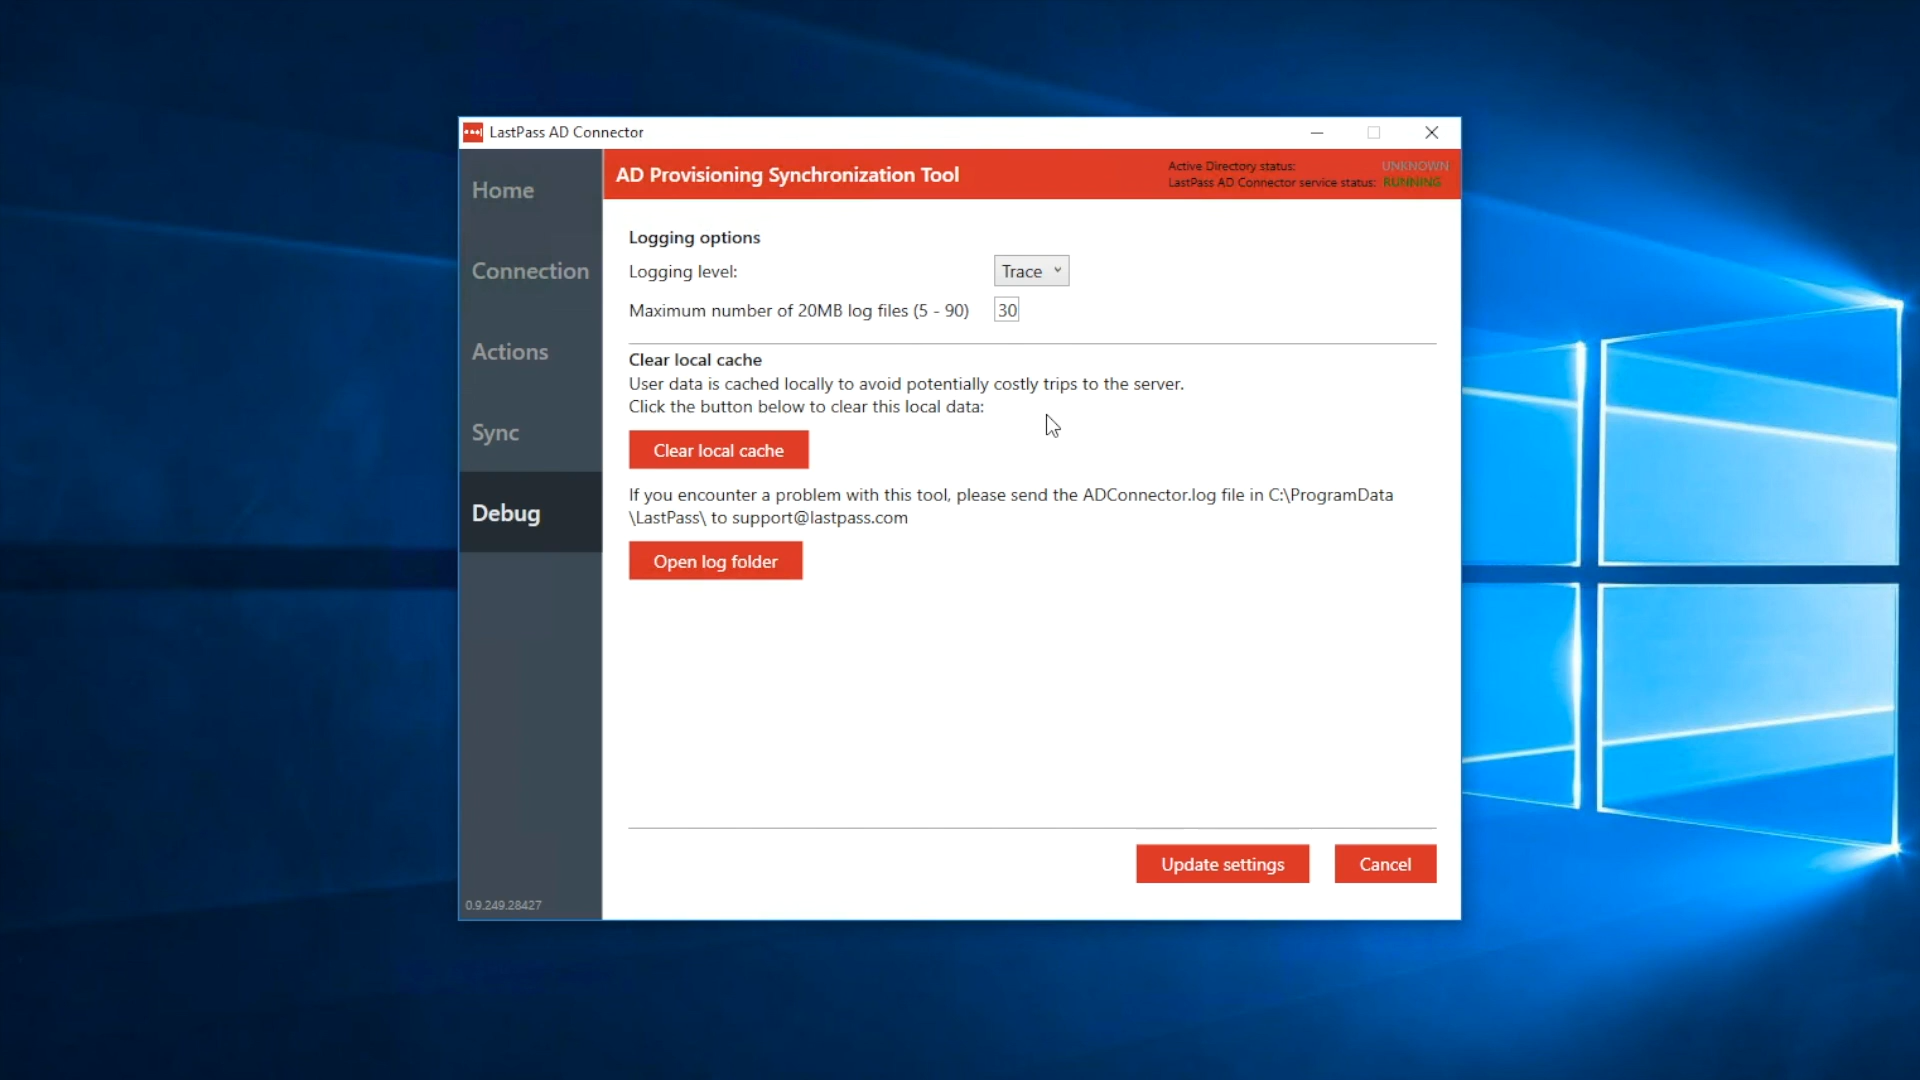 LastPass AD Connector
Home
Connection
Actions
Sync
Debug
0.9.249.28427
AD Provisioning Synchronization Tool
Active Directory status: UNKNOWN
LastPass AD Connector service status: RUNNING
Logging options
Logging level: Trace
Maximum number of 20MB log files (5 - 90) 30
Clear local cache
User data is cached locally to avoid potentially costly trips to the server.
Click the button below to clear this local data:
Clear local cache
If you encounter a problem with this tool, please send the ADConnector.log file in C:\ProgramData
\LastPass\ to support@lastpass.com
Open log folder
Update settings
Cancel